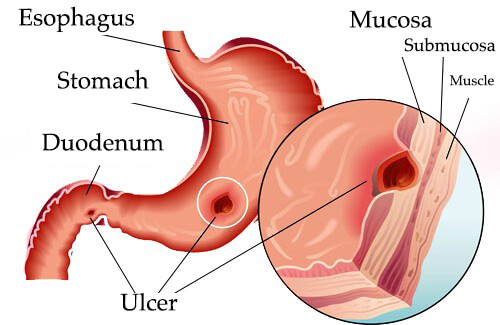 Esophagus
Mucosa
Submucosa
Stomach
Muscle
Duodenum
Ulcer